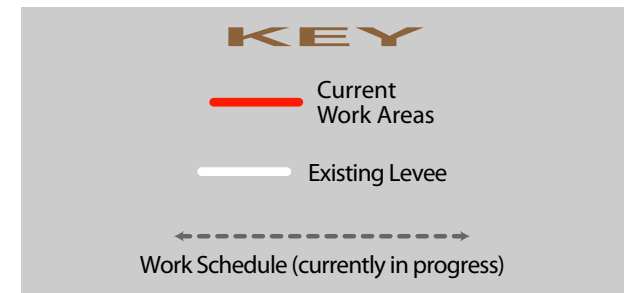 KEY
Current
Work Areas
Existing Levee
Work Schedule (currently in progress)